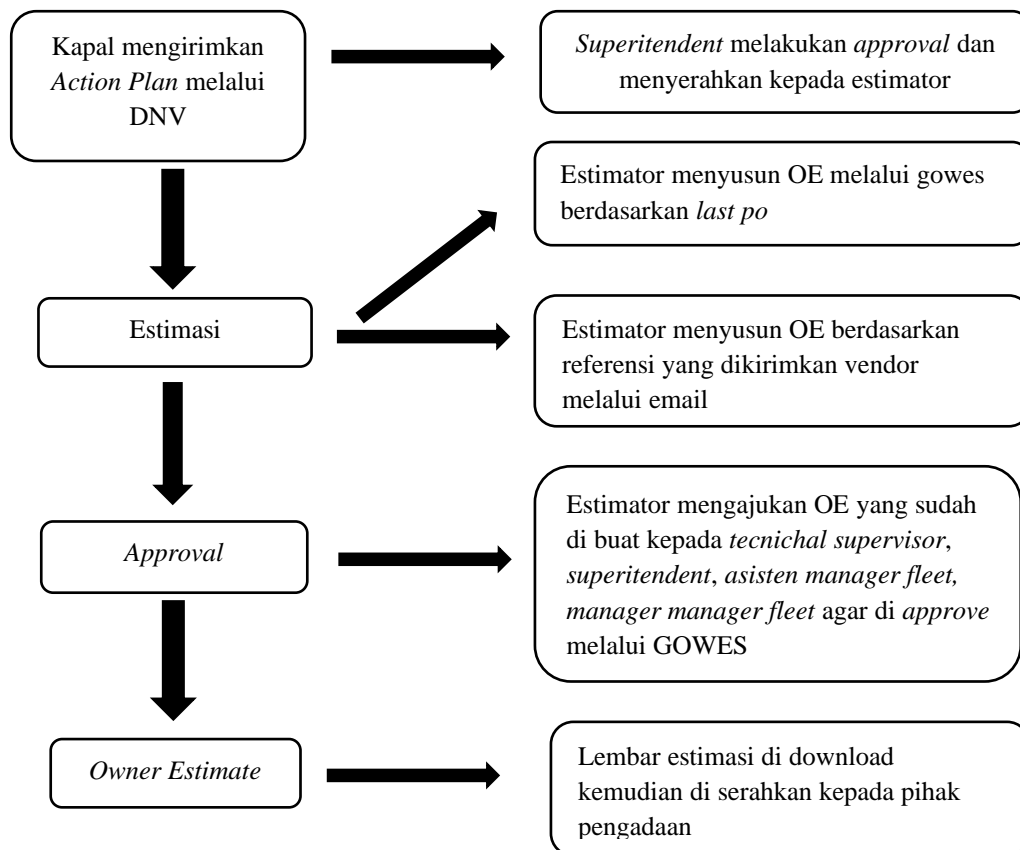 Kapal mengirimkan
Action Plan melalui
DNV
Superitendent melakukan approval dan
menyerahkan kepada estimator
Estimator menyusun OE melalui gowes
berdasarkan last po
Estimasi
Estimator menyusun OE berdasarkan
referensi yang dikirimkan vendor
melalui email
Approval
Estimator mengajukan OE yang sudah
di buat kepada tecnichal supervisor,
superitendent, asisten manager fleet,
manager manager fleet agar di approve
melalui GOWES
Owner Estimate
Lembar estimasi di download
kemudian di serahkan kepada pihak
pengadaan